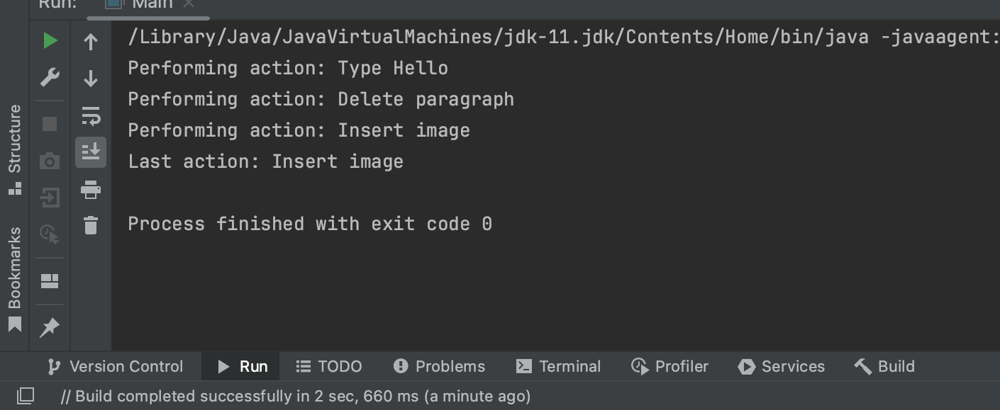 Run: Main
/Library/Java/JavaVirtualMachines/jdk-11.jdk/Contents/Home/bin/java -javaagent:
Performing action: Type Hello
Performing action: Delete paragraph
Performing action: Insert image
Last action: Insert image
Process finished with exit code 0
Structure
Bookmarks
Version Control Run TODO Problems Terminal Profiler Services Build
// Build completed successfully in 2 sec, 660 ms (a minute ago)